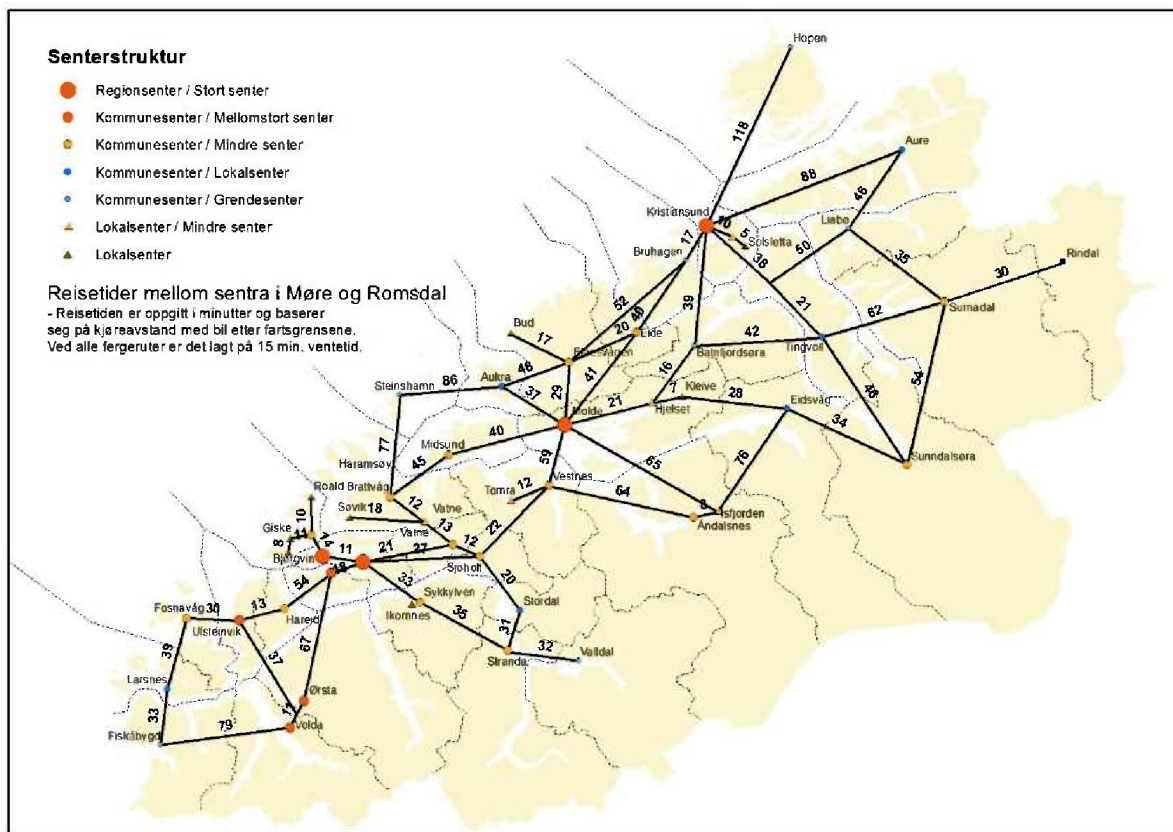 Senterstruktur
Regionsenter / Stort senter
Kommunesenter / Mellomstort senter
Kommunesenter / Mindre senter
Kommunesenter / Lokalsenter
Kommunesenter / Grendesenter
Lokalsenter / Mindre senter
Lokalsenter
Reisetider mellom sentra i Møre og Romsdal
- Reisetiden er oppgitt i minutter og baserer
seg på kjøreavstand med bil etter fartsgrensene.
Ved alle fergeruter er det lagt på 15 min. ventetid.
Hopen
118
Aure
88
46
Kristiansund
10
5
Solsletta
Liabø
17
Bruhagen
38
50
35
Rindal
30
52
40
39
21
Surnadal
62
Bud
17
20
Eide
42
Tingvoll
Batnfjordsøra
41
48
Aukra
86
Steinshamn
37
29
16
7
Kleive
28
Eidsvåg
46
54
Molde
21
Hjelset
34
Sunndalsøra
40
Midsund
45
77
59
65
76
Haramsøy
Vestnes
Tomra
12
64
8
Isfjorden
Åndalsnes
Roald
Brattvåg
10
12
Søvik
18
Vatne
13
22
Giske
11
14
8
11
21
27
12
Sjøholt
54
18
33
20
Stordal
Sykkylven
Ikornnes
35
31
Fosnavåg
30
13
Hareid
Ulsteinvik
67
Stranda
32
Valldal
39
37
Larsnes
Ørsta
11
Volda
33
79
Fiskåbygd